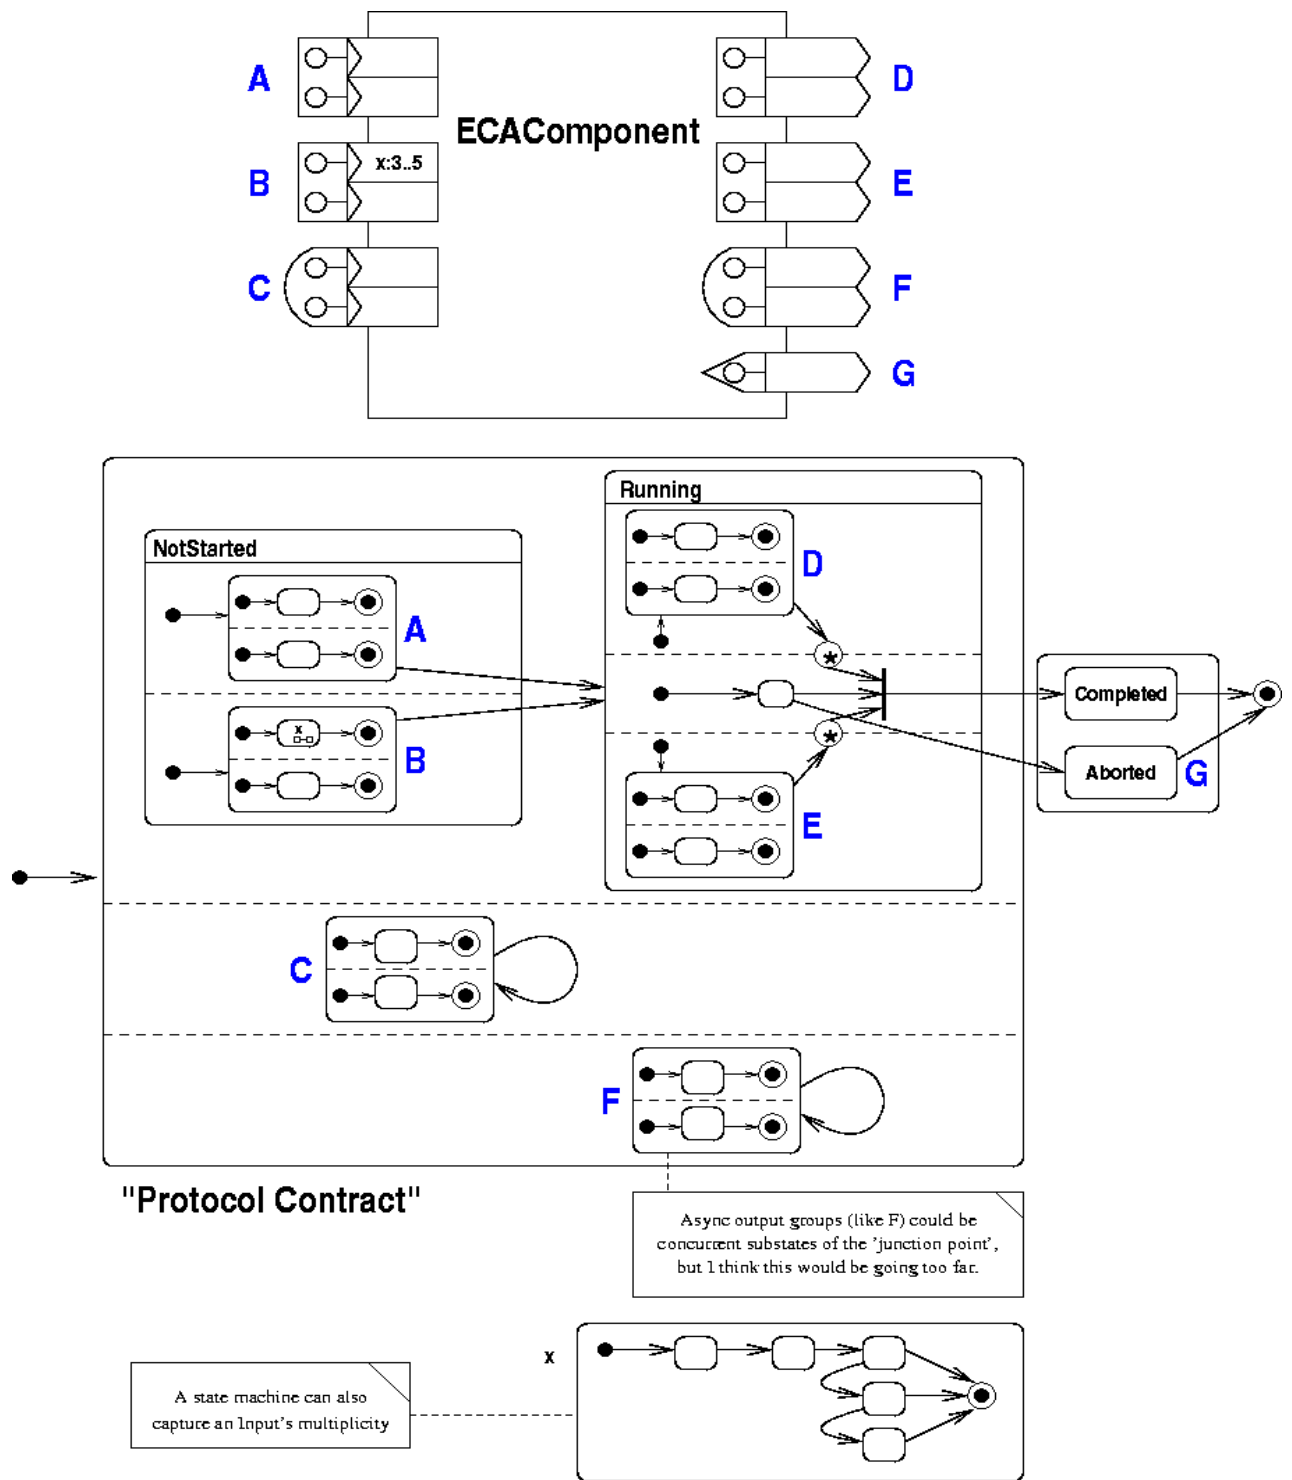 A
D
ECAComponent
B
x:3..5
E
C
F
G
Running
NotStarted
D
A
*
Completed
x
B
*
Aborted
G
E
C
F
"Protocol Contract"
Async output groups (like F) could be
concurrent substates of the 'junction point',
but I think this would be going too far.
x
A state machine can also
capture an Input's multiplicity